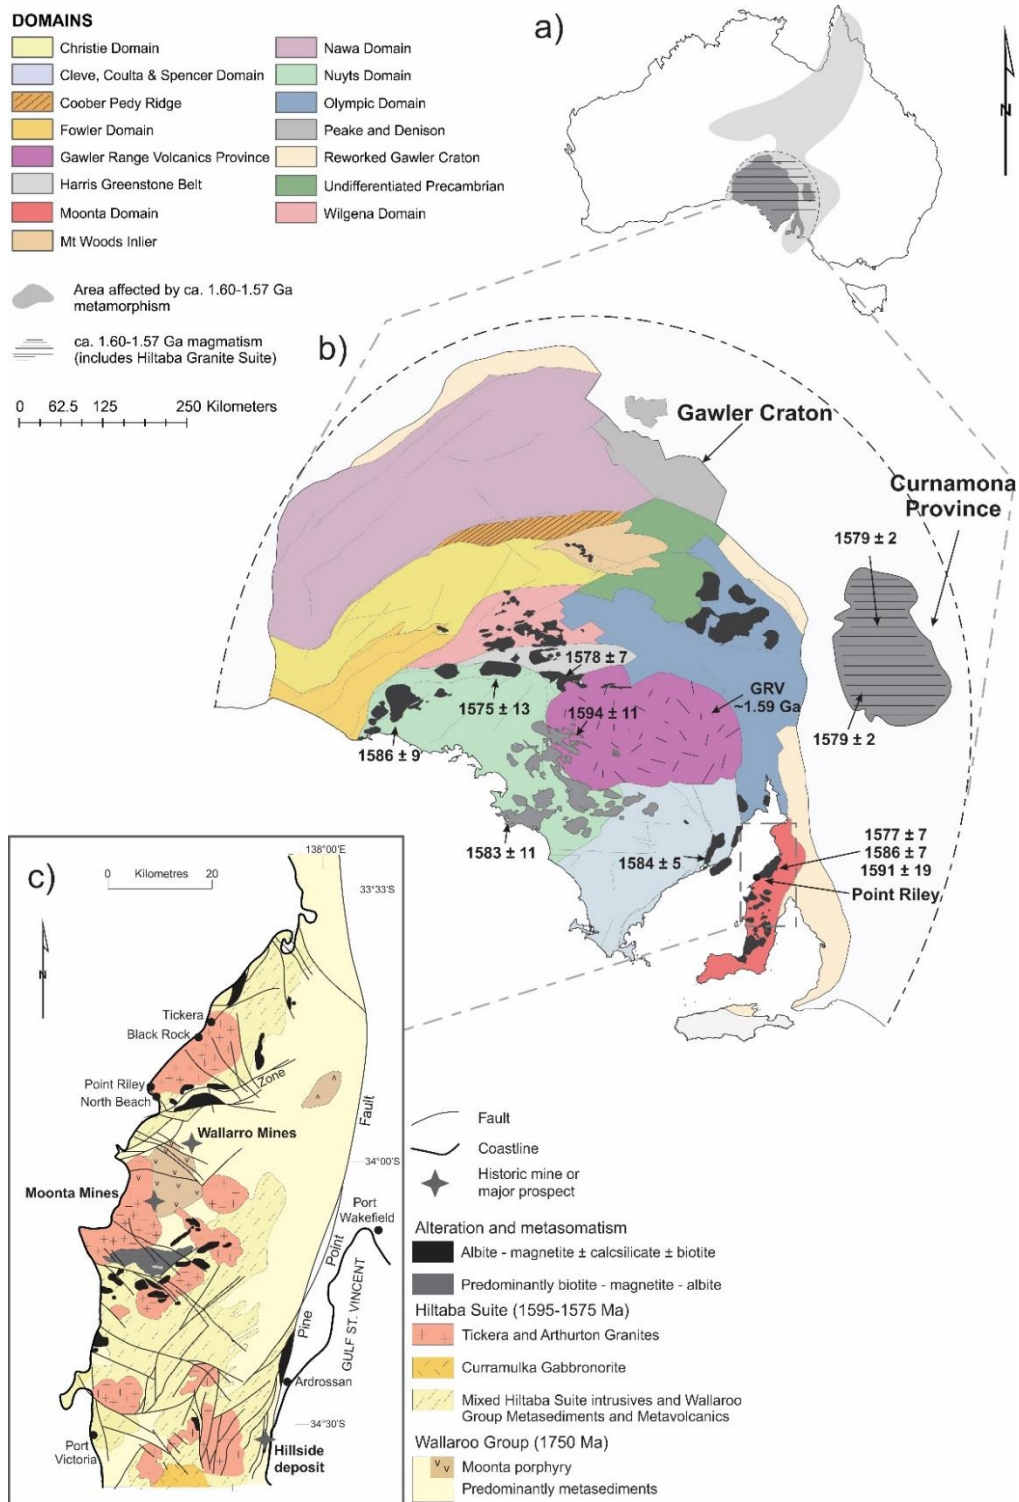 DOMAINS
Christie Domain
Cleve, Coulta & Spencer Domain
Coober Pedy Ridge
Fowler Domain
Gawler Range Volcanics Province
Harris Greenstone Belt
Moonta Domain
Mt Woods Inlier
Nawa Domain
Nuyts Domain
Olympic Domain
Peake and Denison
Reworked Gawler Craton
Undifferentiated Precambrian
Wilgena Domain
Area affected by ca. 1.60-1.57 Ga
metamorphism
ca. 1.60-1.57 Ga magmatism
(includes Hiltaba Granite Suite)
0 62.5 125 250 Kilometers
a)
N
b)
Gawler Craton
Curnamona
Province
1579 ± 2
1578 ± 7
GRV
~1.59 Ga
1575 ± 13
1594 ± 11
1586 ± 9
1579 ± 2
1583 ± 11
1584 ± 5
1577 ± 7
1586 ± 7
1591 ± 19
Point Riley
c)
0 Kilometres 20
138°00'E
33°33'S
N
Tickera
Black Rock
Point Riley
North Beach
Zone
Wallarro Mines
Fault
34°00'S
Moonta Mines
Port
Wakefield
Point
GULF ST. VINCENT
Pine
Ardrossan
34°30'S
Port
Victoria
Hillside
deposit
Fault
Coastline
Historic mine or
major prospect
Alteration and metasomatism
Albite - magnetite ± calcsilicate ± biotite
Predominantly biotite - magnetite - albite
Hiltaba Suite (1595-1575 Ma)
Tickera and Arthurton Granites
Curramulka Gabbronorite
Mixed Hiltaba Suite intrusives and Wallaroo
Group Metasediments and Metavolcanics
Wallaroo Group (1750 Ma)
Moonta porphyry
Predominantly metasediments